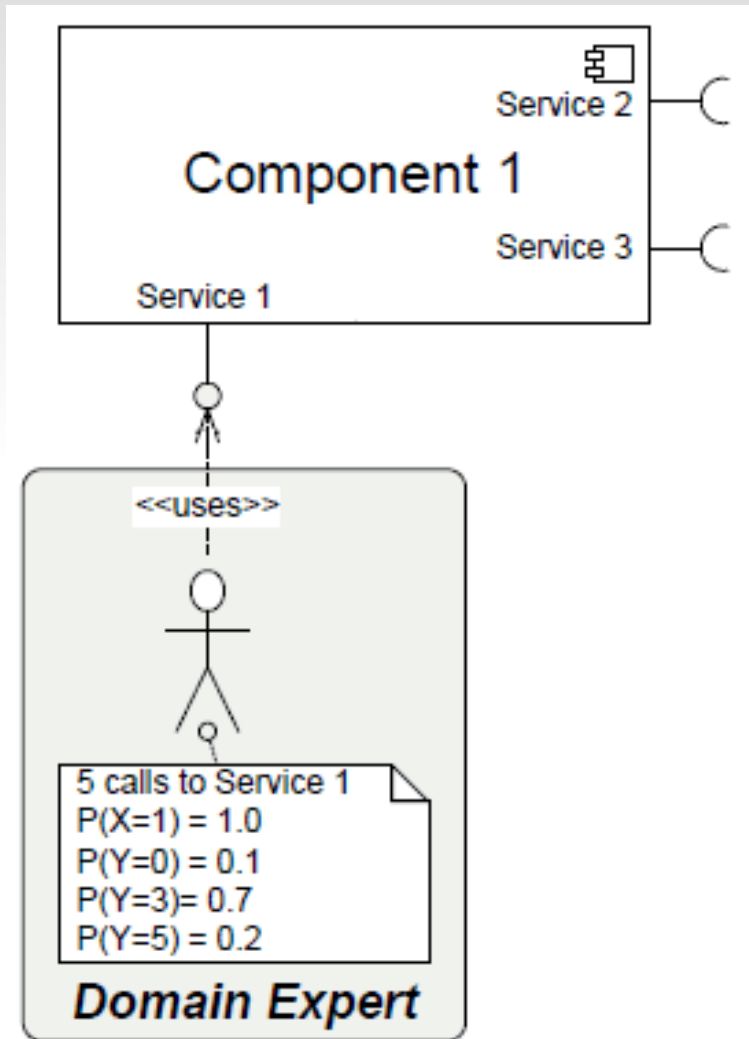 Service 2
Component 1
Service 3
Service 1
<<uses>>
5 calls to Service 1
P(X=1) = 1.0
P(Y=0) = 0.1
P(Y=3)= 0.7
P(Y=5) = 0.2
Domain Expert